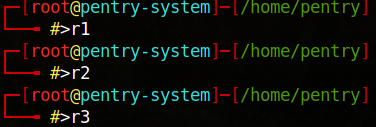 ┌─[root@pentry-system]─[/home/pentry]
└──╼ #>r1
┌─[root@pentry-system]─[/home/pentry]
└──╼ #>r2
┌─[root@pentry-system]─[/home/pentry]
└──╼ #>r3